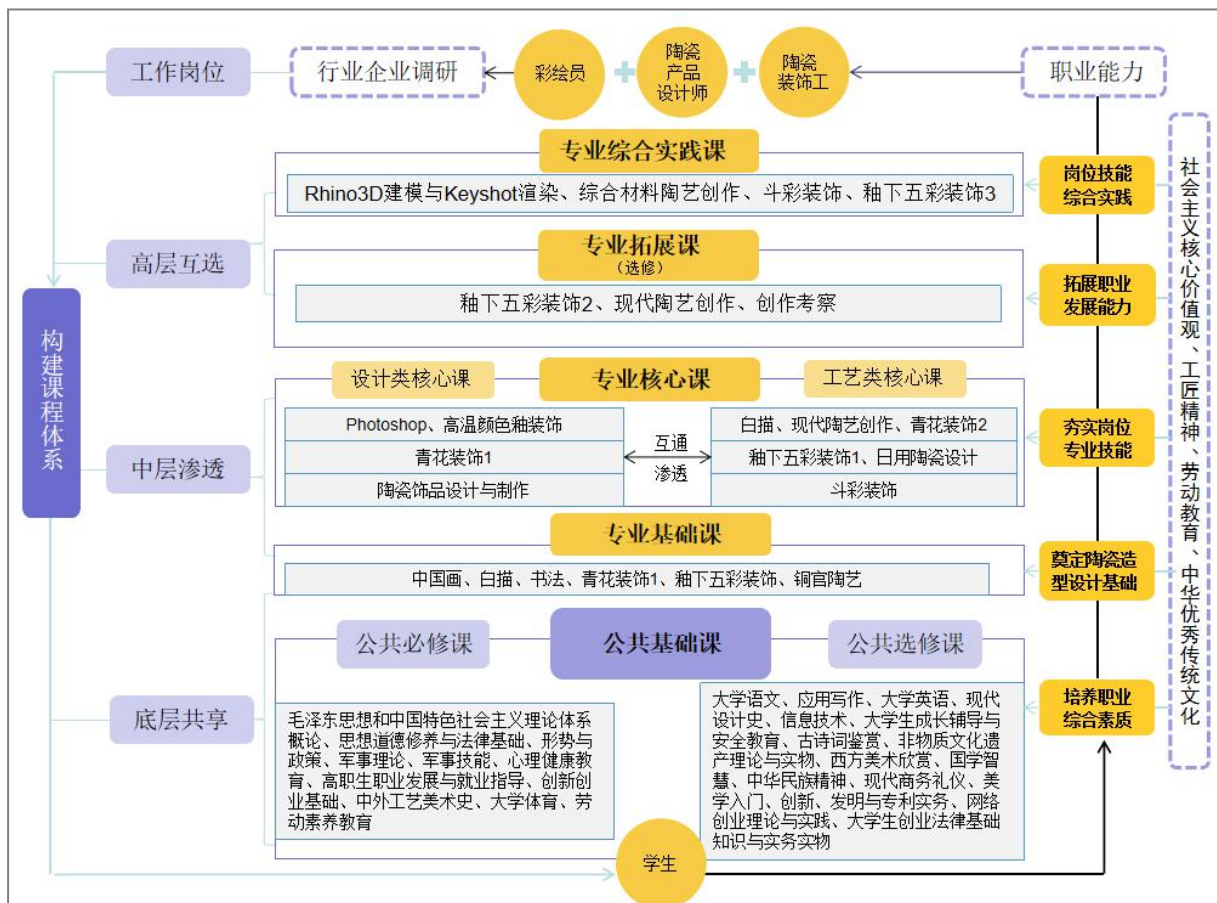 工作岗位
行业企业调研
彩绘员
陶瓷
产品
设计师
陶瓷
装饰工
职业能力
专业综合实践课
Rhino3D建模与Keyshot渲染、综合材料陶艺创作、斗彩装饰、釉下五彩装饰3
岗位技能
综合实践
高层互选
专业拓展课
(选修)
釉下五彩装饰2、现代陶艺创作、创作考察
拓展职业
发展能力
构建课程体系
设计类核心课
专业核心课
工艺类核心课
Photoshop、高温颜色釉装饰
青花装饰1
陶瓷饰品设计与制作
互通
渗透
白描、现代陶艺创作、青花装饰2
釉下五彩装饰1、日用陶瓷设计
斗彩装饰
夯实岗位
专业技能
中层渗透
专业基础课
中国画、白描、书法、青花装饰1、釉下五彩装饰、铜官陶艺
奠定陶瓷造
型设计基础
公共必修课
公共基础课
公共选修课
底层共享
毛泽东思想和中国特色社会主义理论体系
概论、思想道德修养与法律基础、形势与
政策、军事理论、军事技能、心理健康教
育、高职生职业发展与就业指导、创新创
业基础、中外工艺美术史、大学体育、劳
动素养教育
大学语文、应用写作、大学英语、现代
设计史、信息技术、大学生成长辅导与
安全教育、古诗词鉴赏、非物质文化遗
产理论与实物、西方美术欣赏、国学智
慧、中华民族精神、现代商务礼仪、美
学入门、创新、发明与专利实务、网络
创业理论与实践、大学生创业法律基础
知识与实务实物
培养职业
综合素质
学生
社会主义核心价值观、工匠精神、劳动教育、中华优秀传统文化